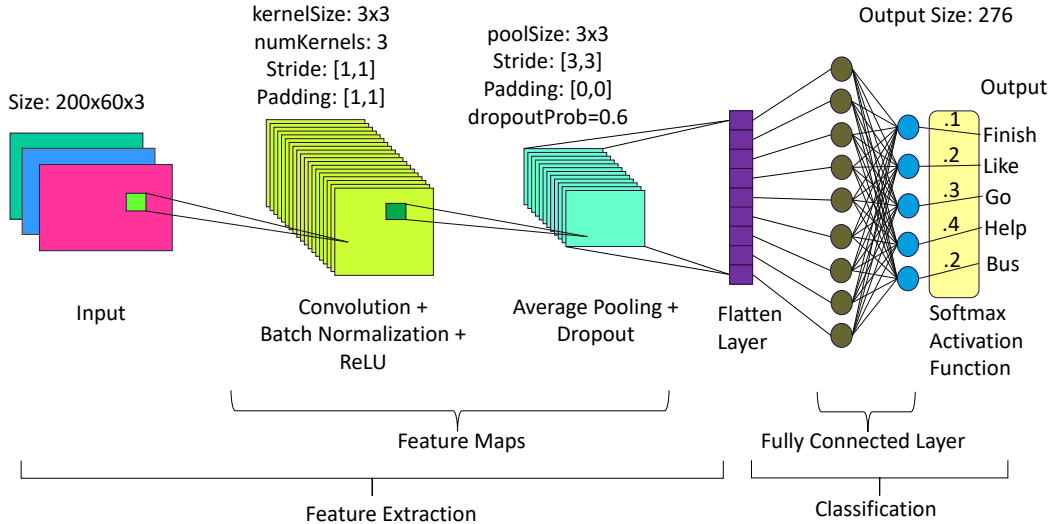 kernelSize: 3x3
numKernels: 3
Stride: [1,1]
Padding: [1,1]
poolSize: 3x3
Stride: [3,3]
Padding: [0,0]
dropoutProb=0.6
Output Size: 276
Size: 200x60x3
Output
.1 Finish
.2 Like
.3 Go
.4 Help
.2 Bus
Input
Convolution +
Batch Normalization +
ReLU
Average Pooling +
Dropout
Flatten
Layer
Softmax
Activation
Function
Feature Maps
Fully Connected Layer
Feature Extraction
Classification